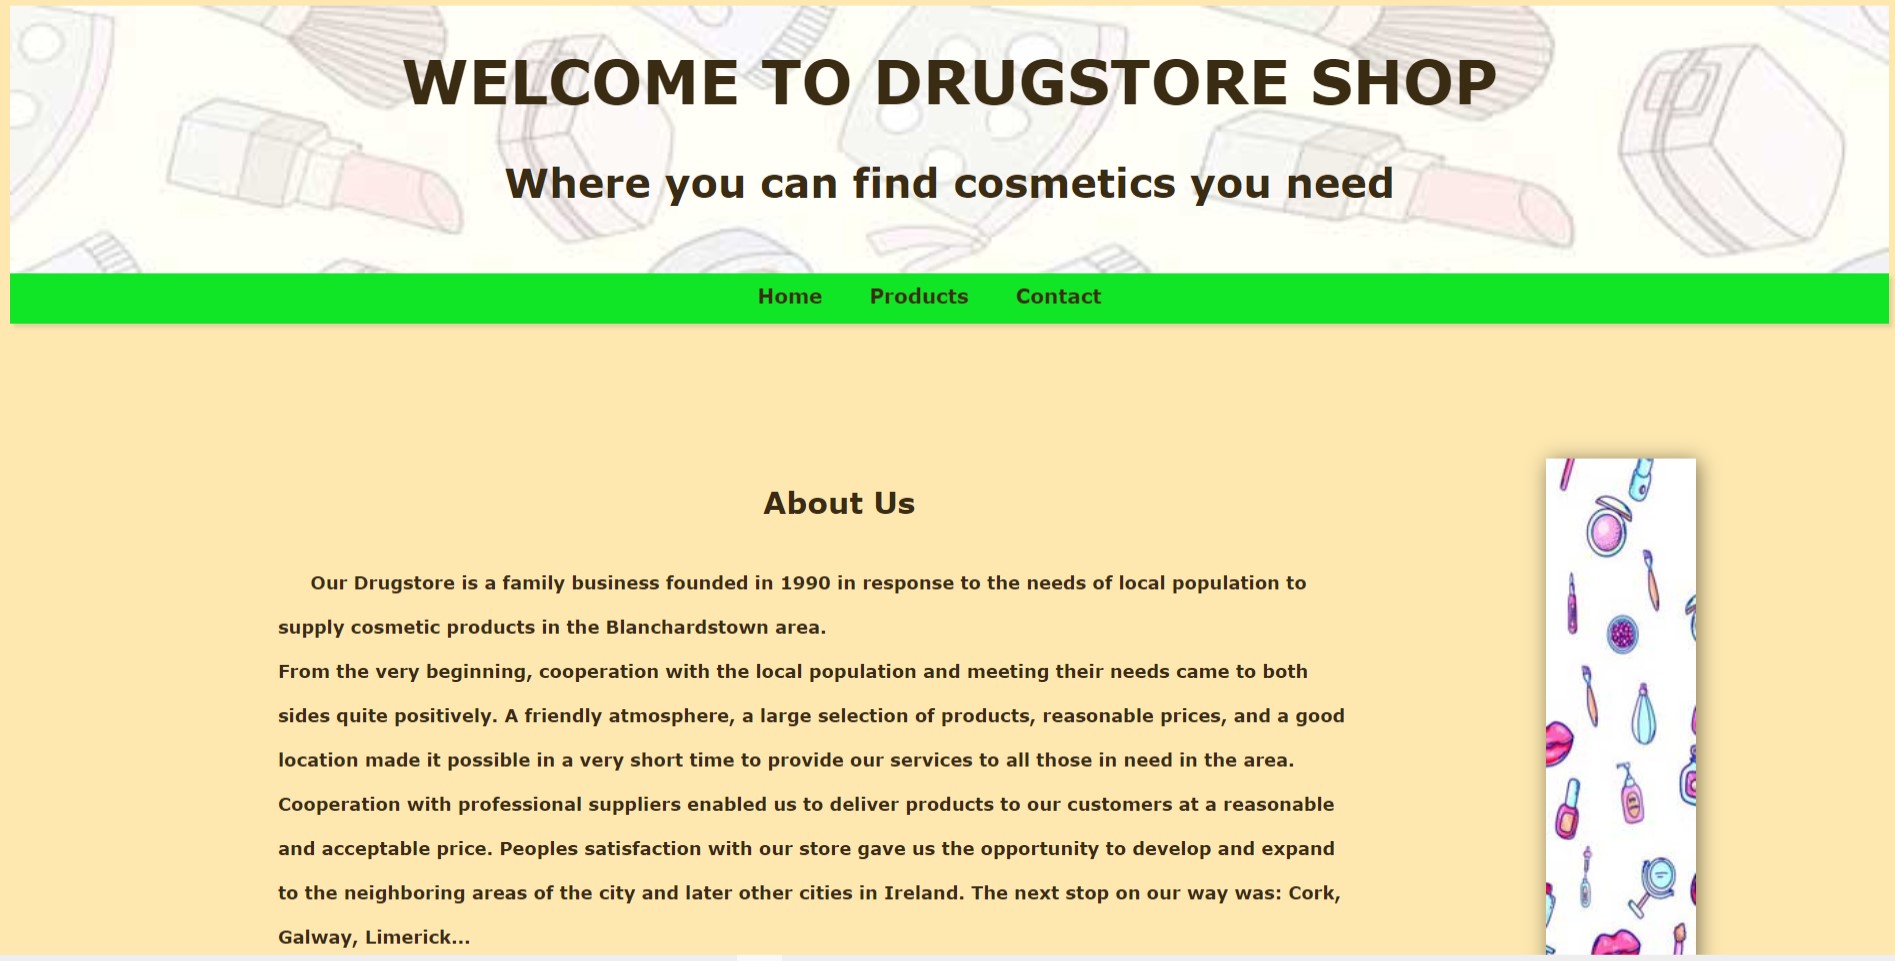 WELCOME TO DRUGSTORE SHOP
Where you can find cosmetics you need
Home Products Contact
About Us
Our Drugstore is a family business founded in 1990 in response to the needs of local population to
supply cosmetic products in the Blanchardstown area.
From the very beginning, cooperation with the local population and meeting their needs came to both
sides quite positively. A friendly atmosphere, a large selection of products, reasonable prices, and a good
location made it possible in a very short time to provide our services to all those in need in the area.
Cooperation with professional suppliers enabled us to deliver products to our customers at a reasonable
and acceptable price. Peoples satisfaction with our store gave us the opportunity to develop and expand
to the neighboring areas of the city and later other cities in Ireland. The next stop on our way was: Cork,
Galway, Limerick...